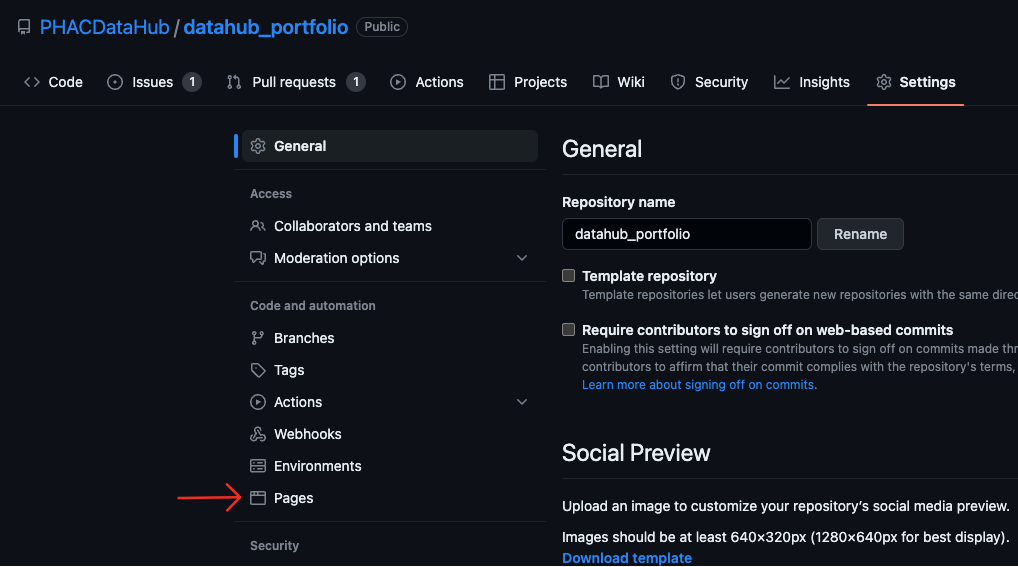 PHACDataHub / datahub_portfolio Public
Code Issues 1 Pull requests 1 Actions Projects Wiki Security Insights Settings
General
Access
Collaborators and teams
Moderation options
Code and automation
Branches
Tags
Actions
Webhooks
Environments
Pages
Security
General
Repository name
datahub_portfolio Rename
Template repository
Template repositories let users generate new repositories with the same
Require contributors to sign off on web-based commits
Enabling this setting will require contributors to sign off on commits made
contributors to affirm that their commit complies with the repository's terms,
Learn more about signing off on commits.
Social Preview
Upload an image to customize your repository's social media preview.
Images should be at least 640×320px (1280×640px for best display).
Download template